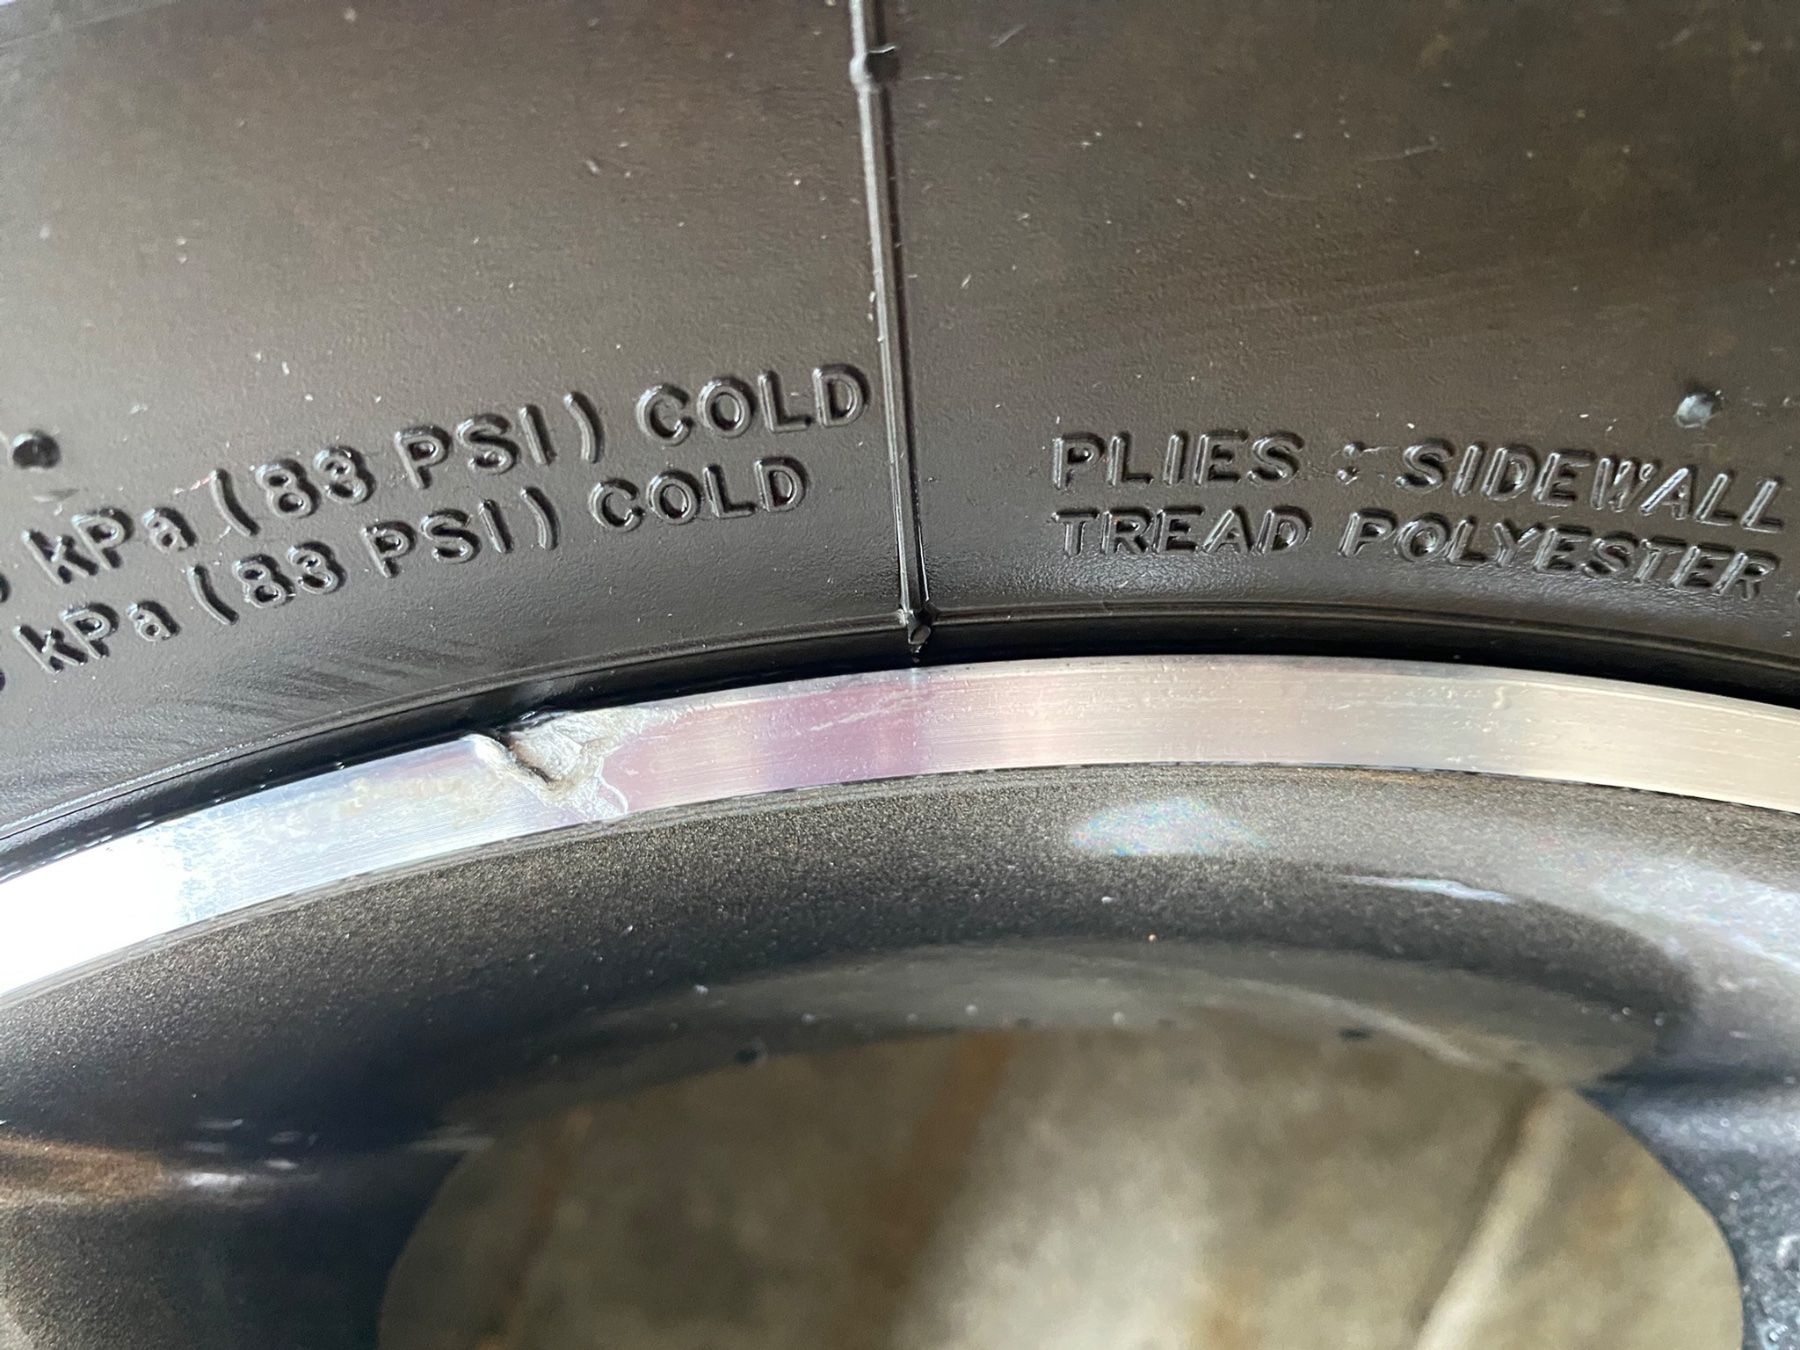 kPa (83 PSI) COLD
kPa (83 PSI) COLD
PLIES : SIDEWALL
TREAD POLYESTER